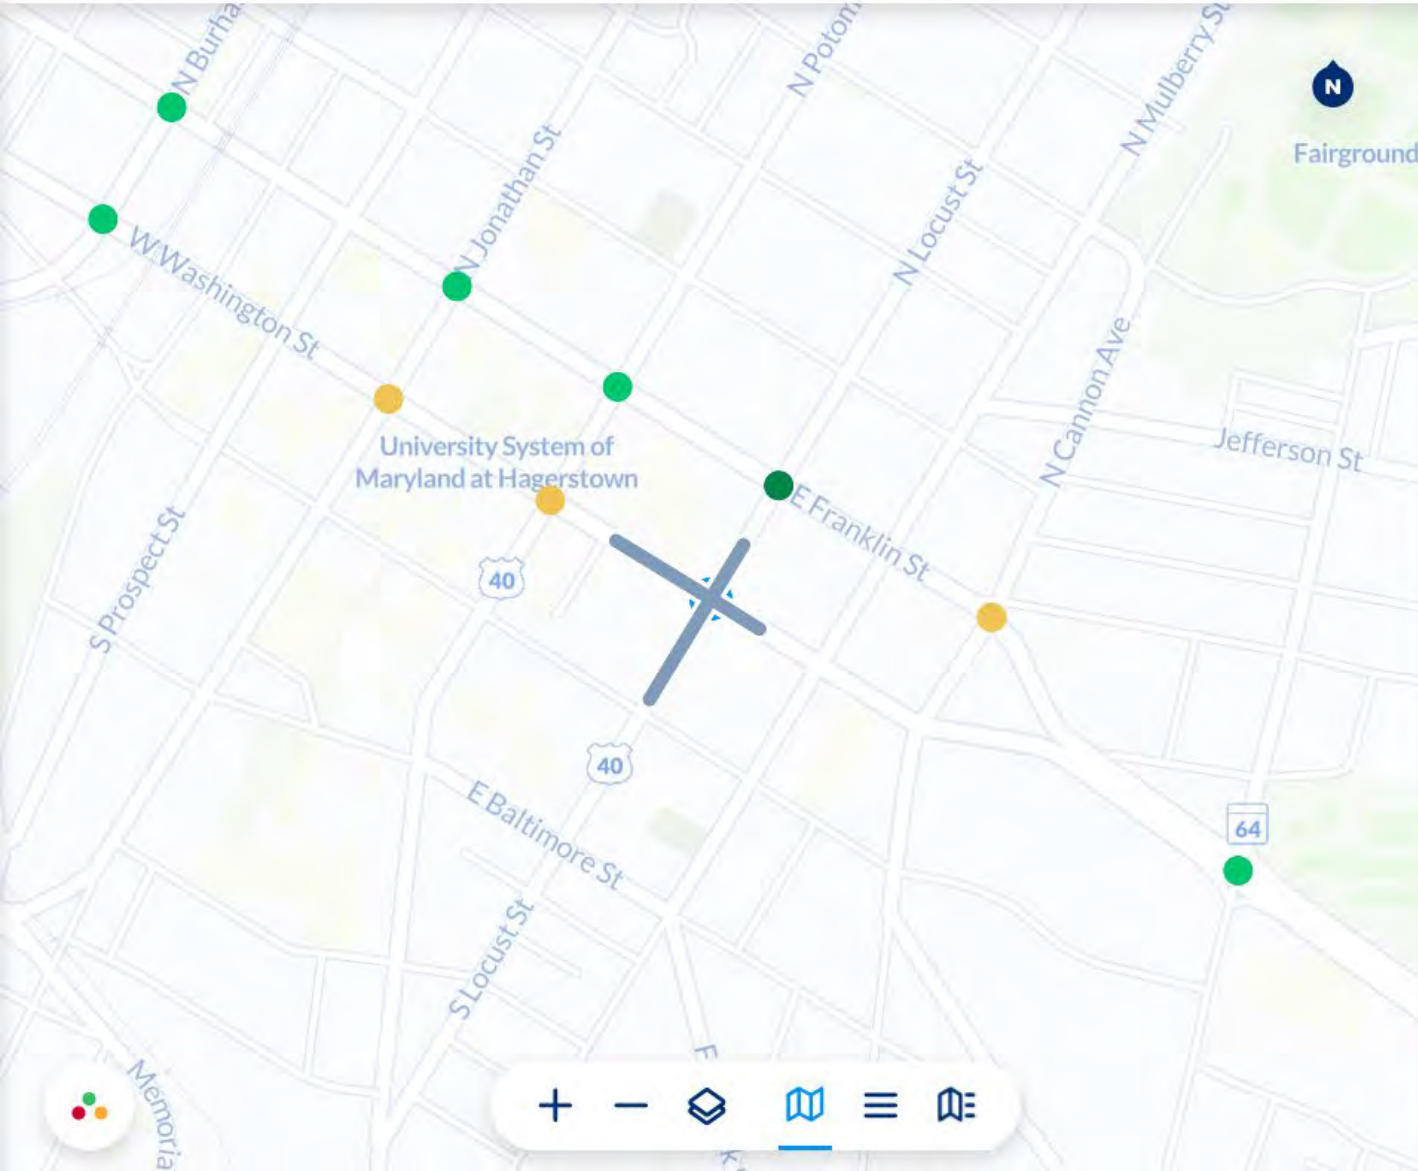 N Burha
N Potom
N Mulberry St
N
Fairground
N Jonathan St
N Locust St
W Washington St
N Cannon Ave
Jefferson St
University System of
Maryland at Hagerstown
E Franklin St
S Prospect St
40
40
E Baltimore St
64
S Locust St
F
Memoria
k